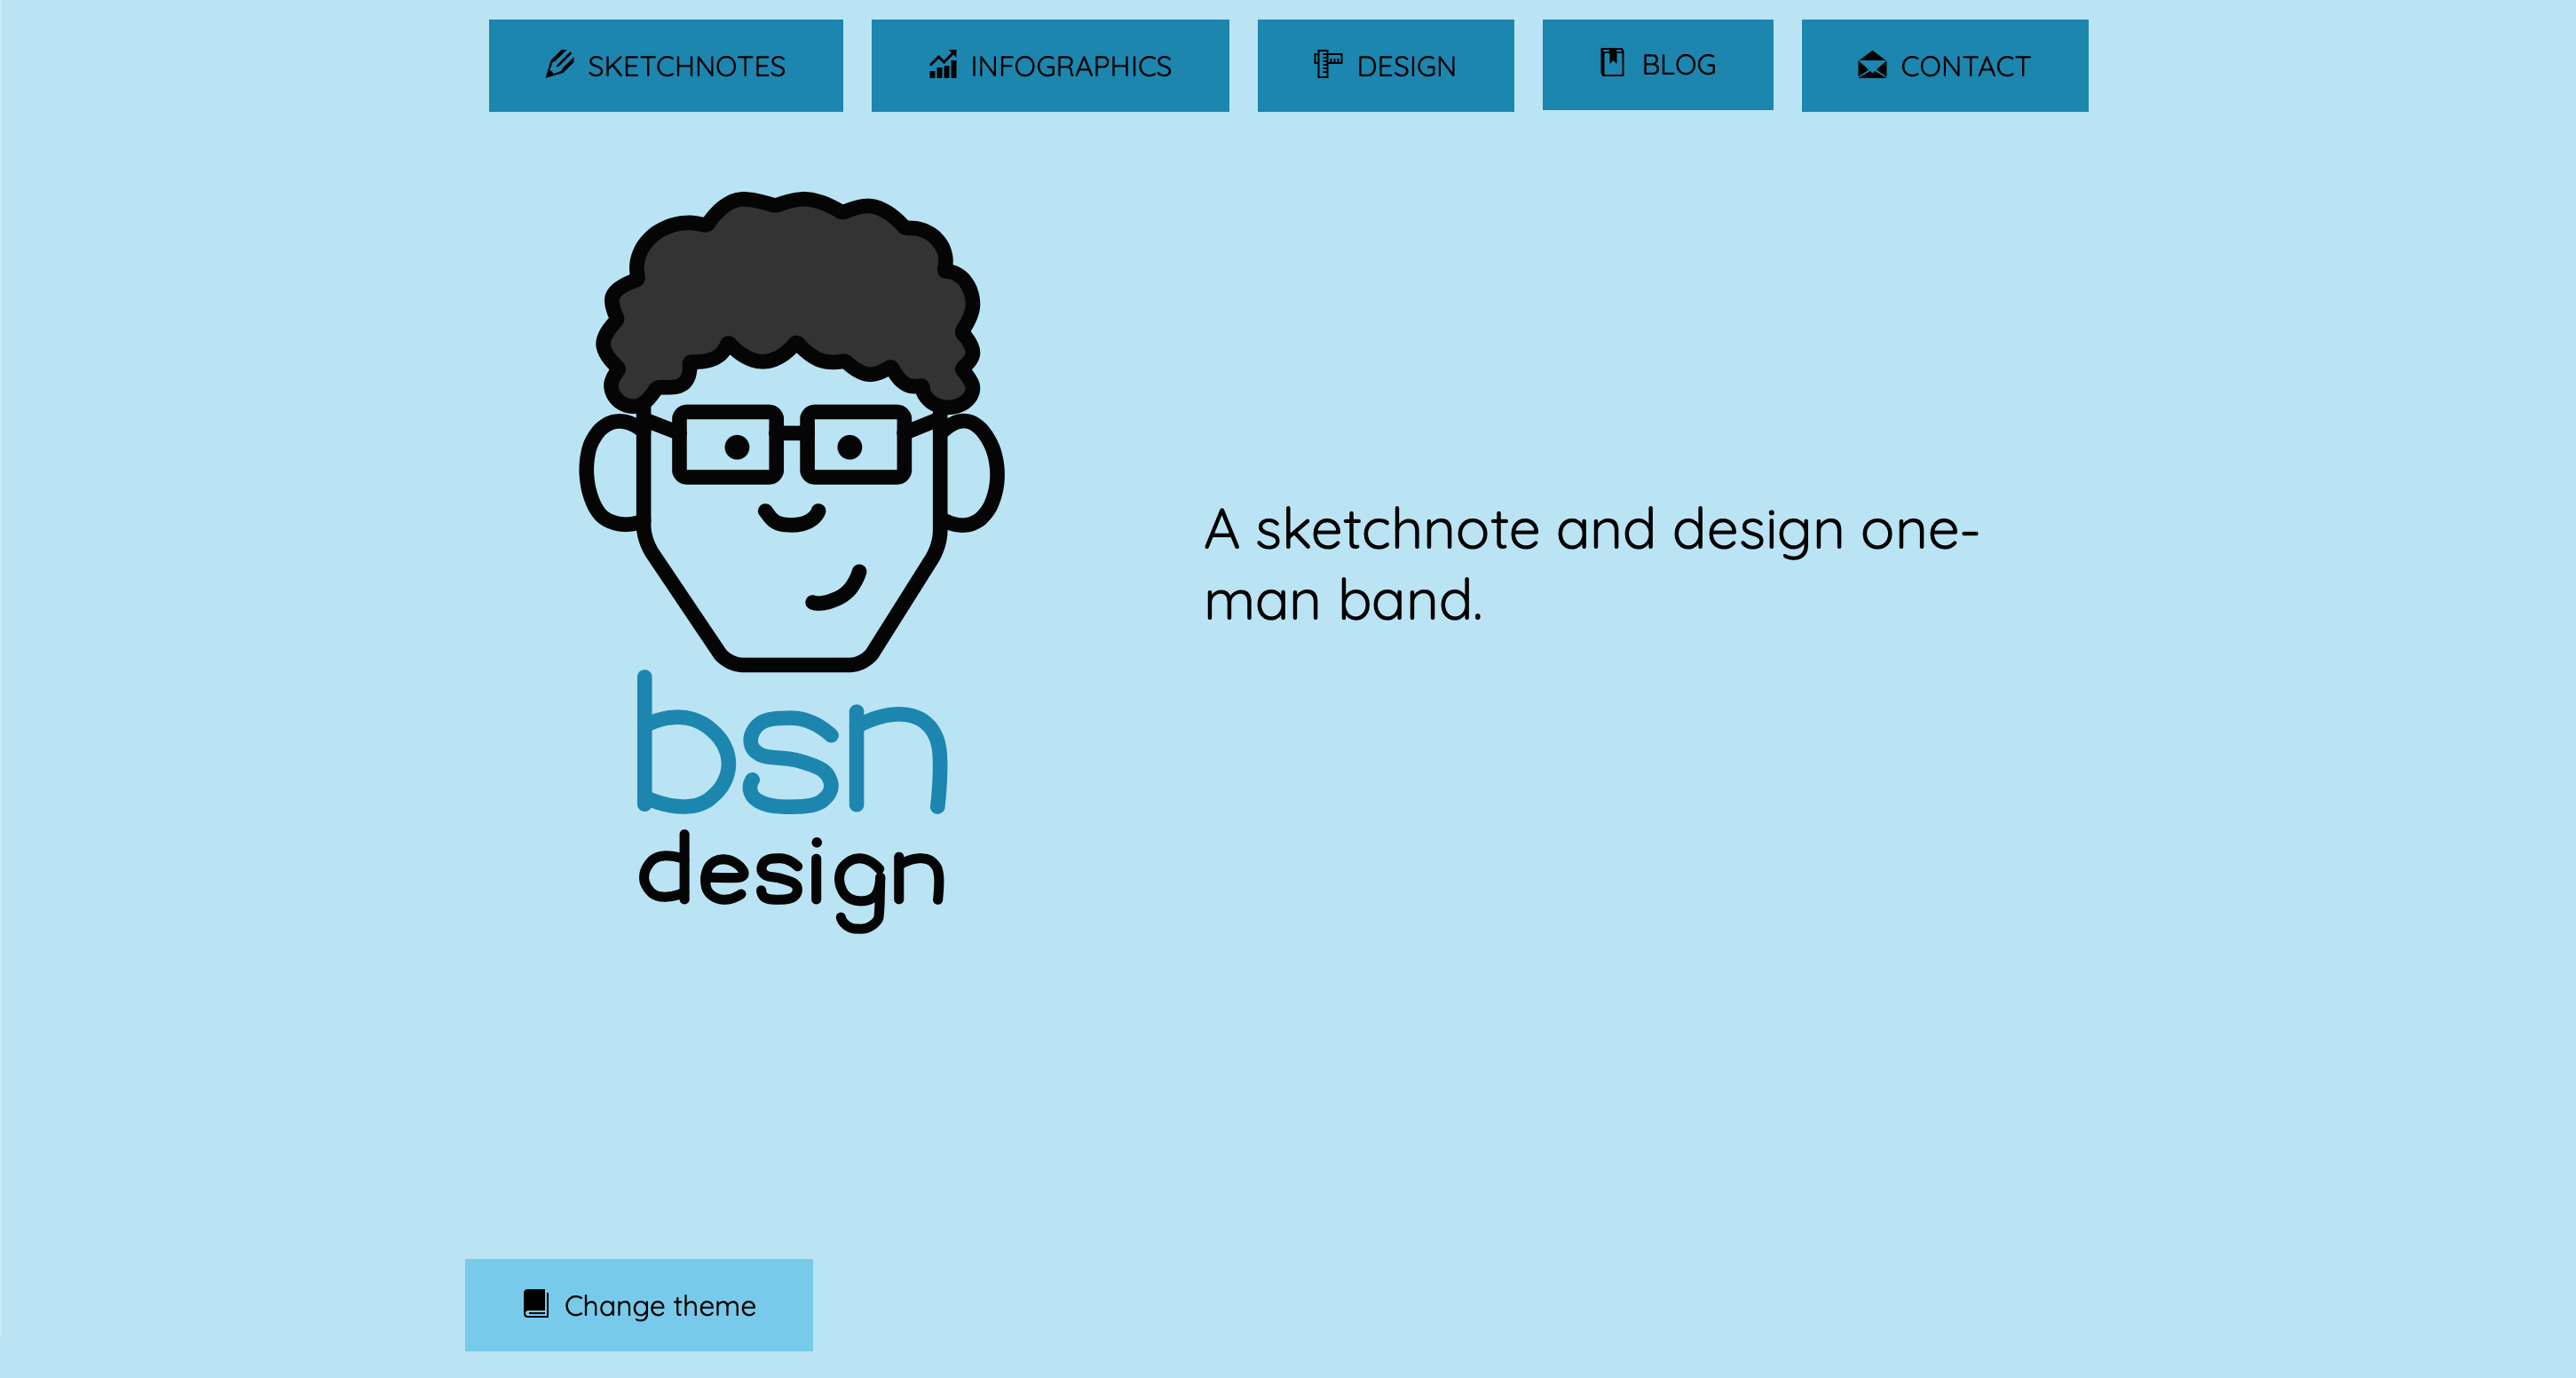 SKETCHNOTES INFOGRAPHICS DESIGN BLOG CONTACT
A sketchnote and design one-
man band.
bsn
design
Change theme